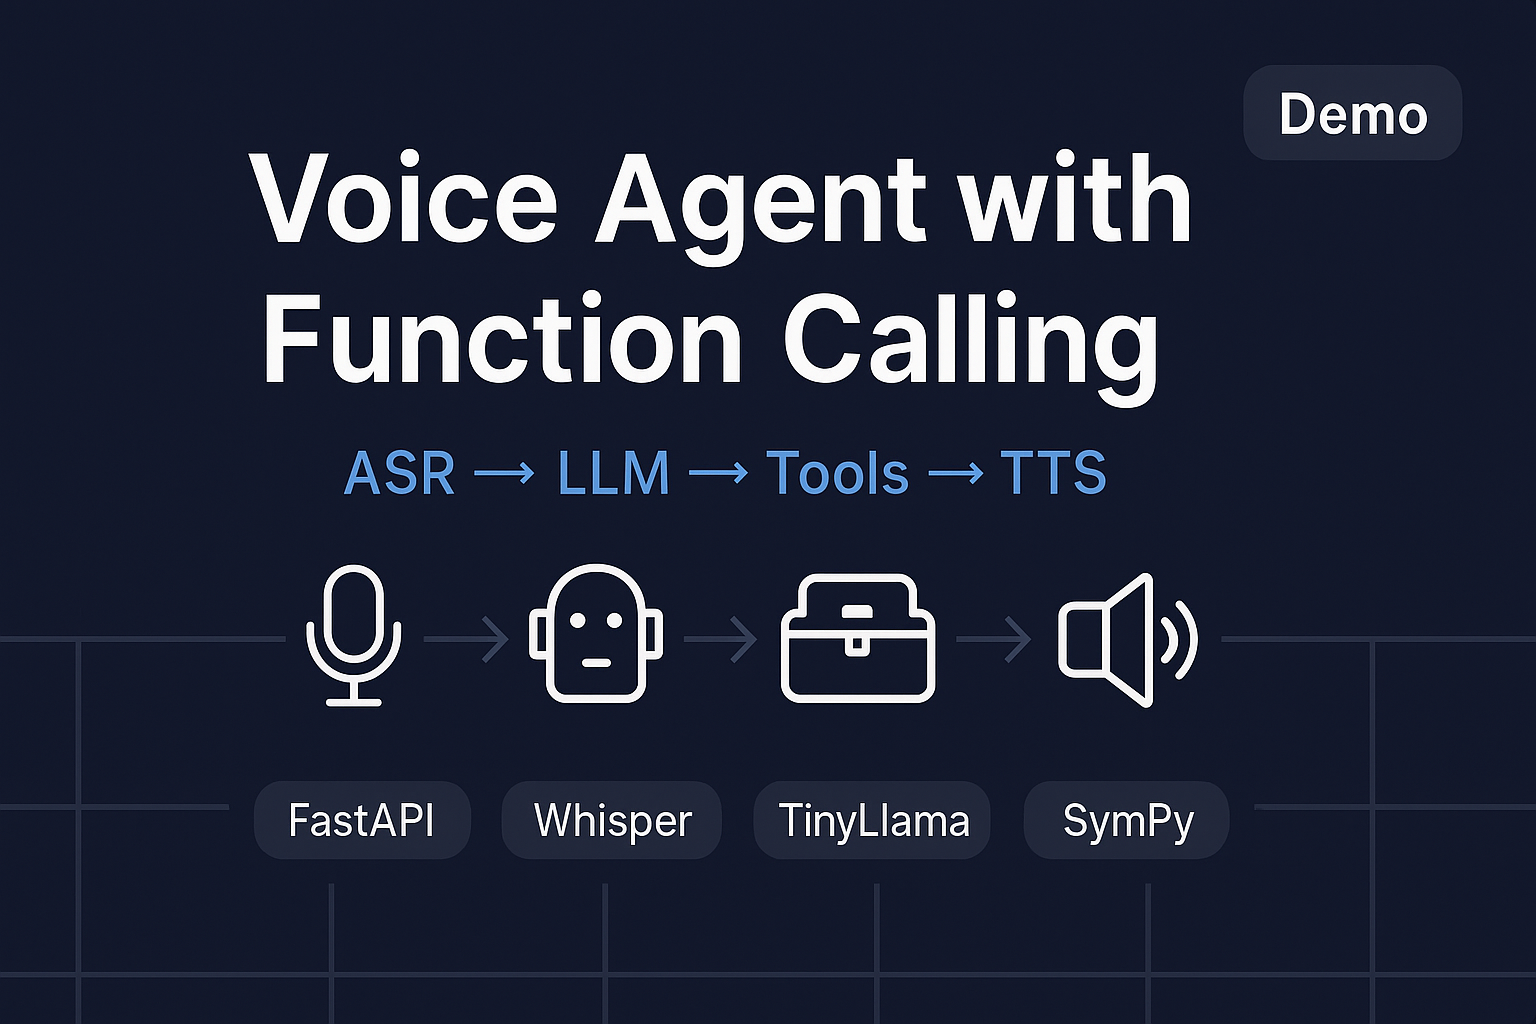 Demo
Voice Agent with
Function Calling
ASR → LLM → Tools → TTS
FastAPI
Whisper
TinyLlama
SymPy